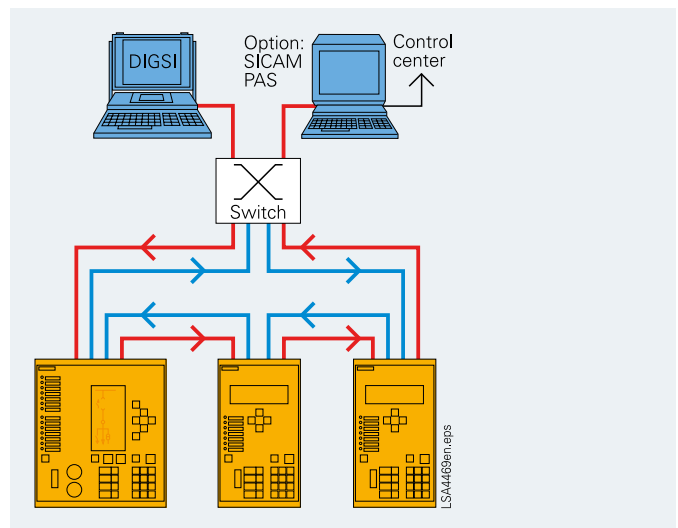 DIGSI
Option:
SICAM
PAS
Control
center
Switch
LSA4469en.eps